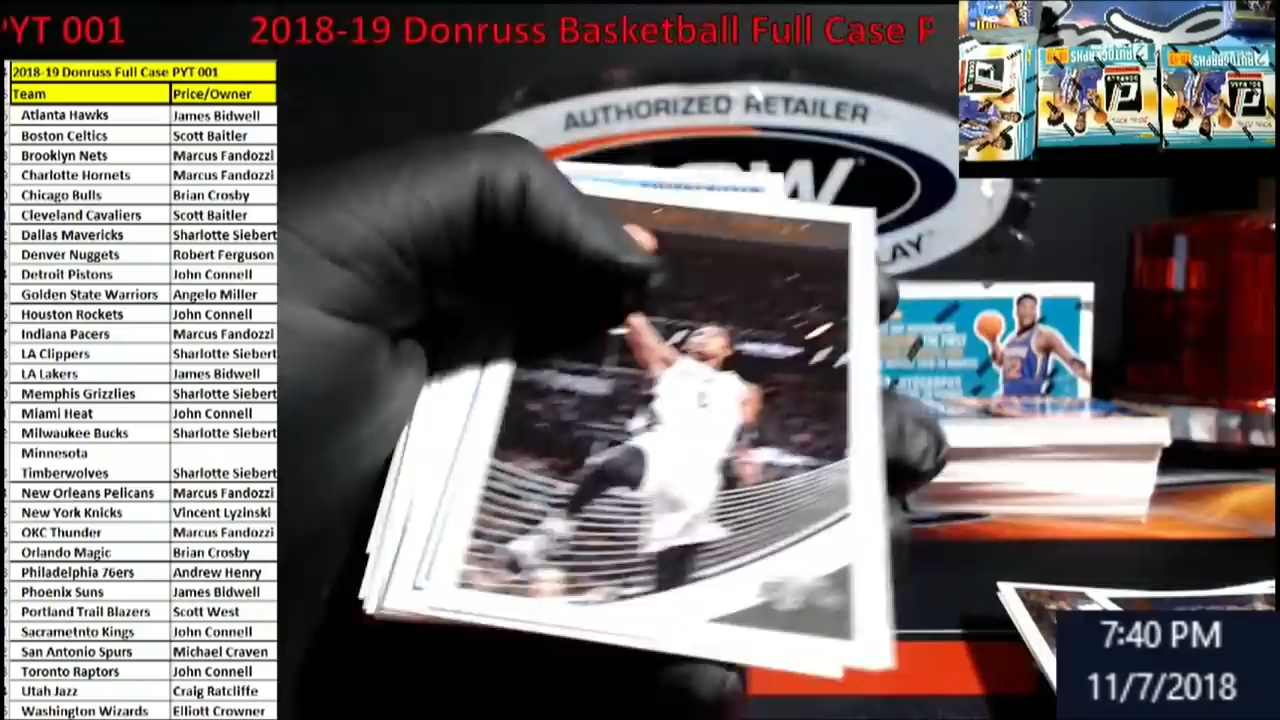 PYT 001
2018-19 Donruss Basketball Full Case P
2018-19 Donruss Full Case PYT 001
Team Price/Owner
Atlanta Hawks James Bidwell
Boston Celtics Scott Baitler
Brooklyn Nets Marcus Fandozzi
Charlotte Hornets Marcus Fandozzi
Chicago Bulls Brian Crosby
Cleveland Cavaliers Scott Baitler
Dallas Mavericks Sharlotte Siebert
Denver Nuggets Robert Ferguson
Detroit Pistons John Connell
Golden State Warriors Angelo Miller
Houston Rockets John Connell
Indiana Pacers Marcus Fandozzi
LA Clippers Sharlotte Siebert
LA Lakers James Bidwell
Memphis Grizzlies Sharlotte Siebert
Miami Heat John Connell
Milwaukee Bucks Sharlotte Siebert
Minnesota
Timberwolves Sharlotte Siebert
New Orleans Pelicans Marcus Fandozzi
New York Knicks Vincent Lyzinski
OKC Thunder Marcus Fandozzi
Orlando Magic Brian Crosby
Philadelphia 76ers Andrew Henry
Phoenix Suns James Bidwell
Portland Trail Blazers Scott West
Sacrametnto Kings John Connell
San Antonio Spurs Michael Craven
Toronto Raptors John Connell
Utah Jazz Craig Ratcliffe
Washington Wizards Elliott Crowner
AUTHORIZED RETAILER
AUTOGRAPHS
AUTOGRAPHS
7:40 PM
11/7/2018